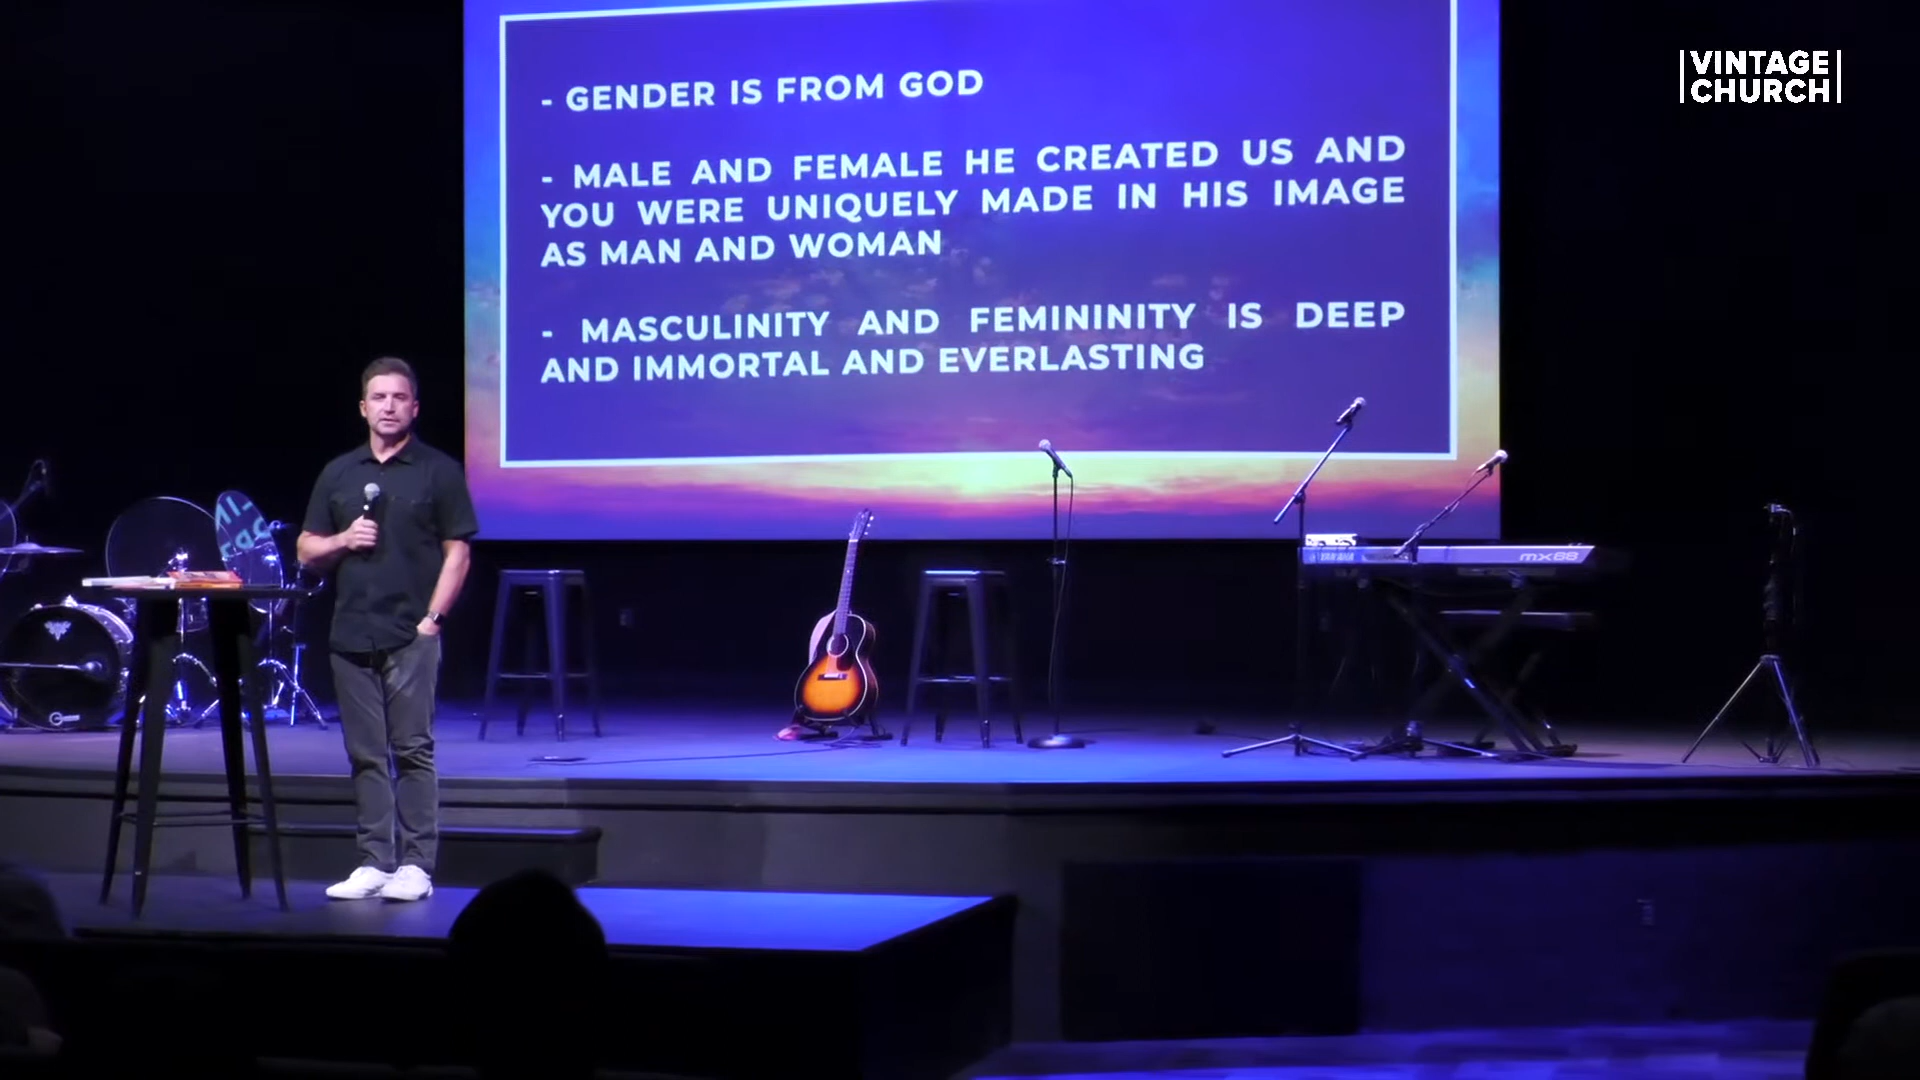 - GENDER IS FROM GOD
- MALE AND FEMALE HE CREATED US AND
YOU WERE UNIQUELY MADE IN HIS IMAGE
AS MAN AND WOMAN
- MASCULINITY AND FEMININITY IS DEEP
AND IMMORTAL AND EVERLASTING
VINTAGE
CHURCH
YAMAHA
MX88